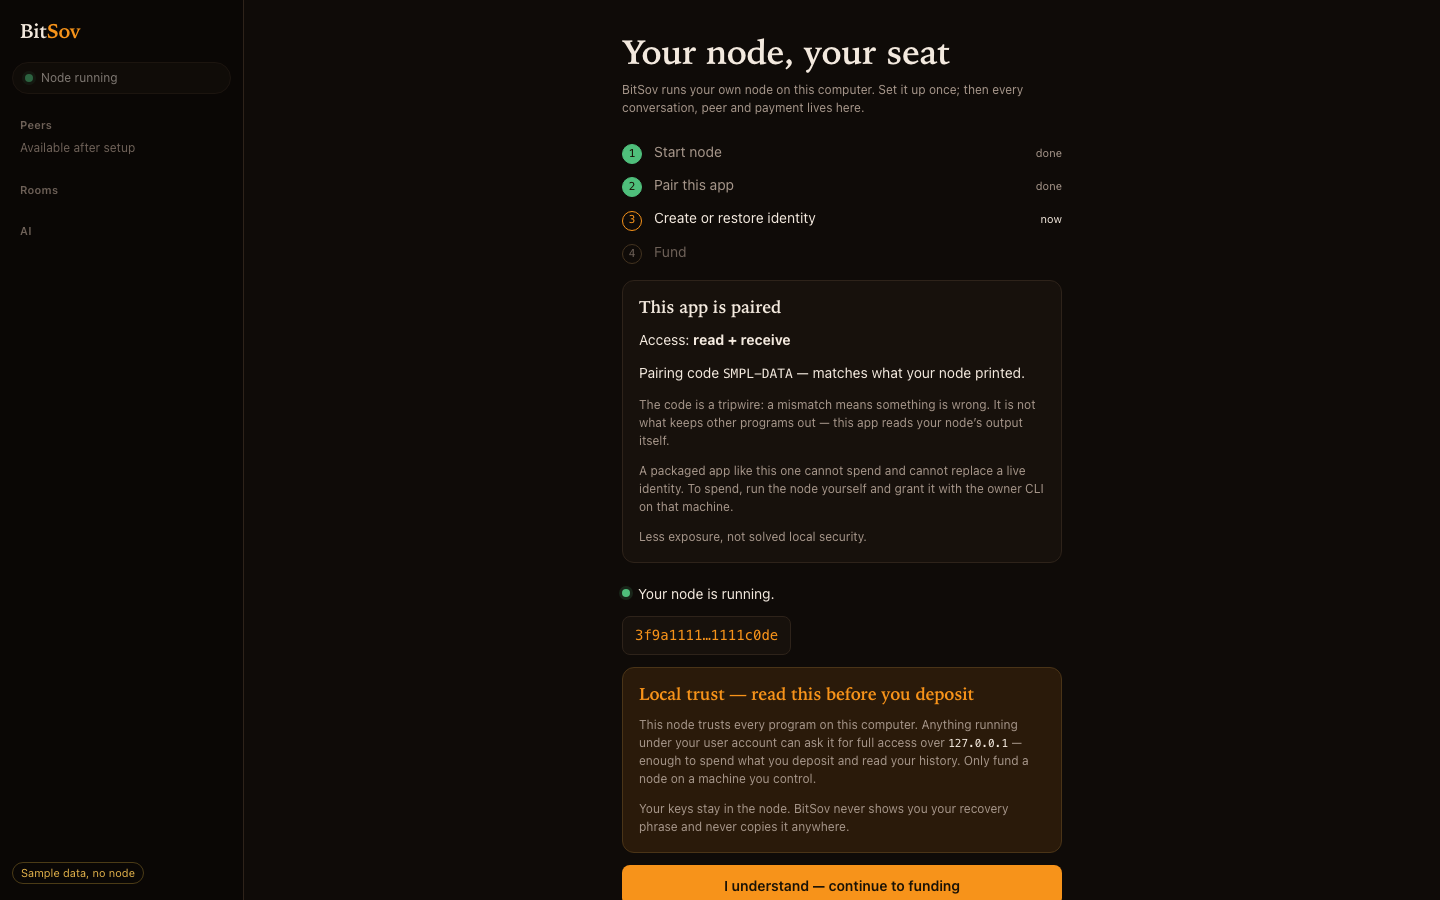 BitSov
Node running
Peers
Available after setup
Rooms
AI
Sample data, no node
Your node, your seat
BitSov runs your own node on this computer. Set it up once; then every
conversation, peer and payment lives here.
1 Start node done
2 Pair this app done
3 Create or restore identity now
4 Fund
This app is paired
Access: read + receive
Pairing code SMPL-DATA — matches what your node printed.
The code is a tripwire: a mismatch means something is wrong. It is not
what keeps other programs out — this app reads your node's output
itself.
A packaged app like this one cannot spend and cannot replace a live
identity. To spend, run the node yourself and grant it with the owner CLI
on that machine.
Less exposure, not solved local security.
Your node is running.
3f9a1111…1111c0de
Local trust — read this before you deposit
This node trusts every program on this computer. Anything running
under your user account can ask it for full access over 127.0.0.1 —
enough to spend what you deposit and read your history. Only fund a
node on a machine you control.
Your keys stay in the node. BitSov never shows you your recovery
phrase and never copies it anywhere.
I understand — continue to funding